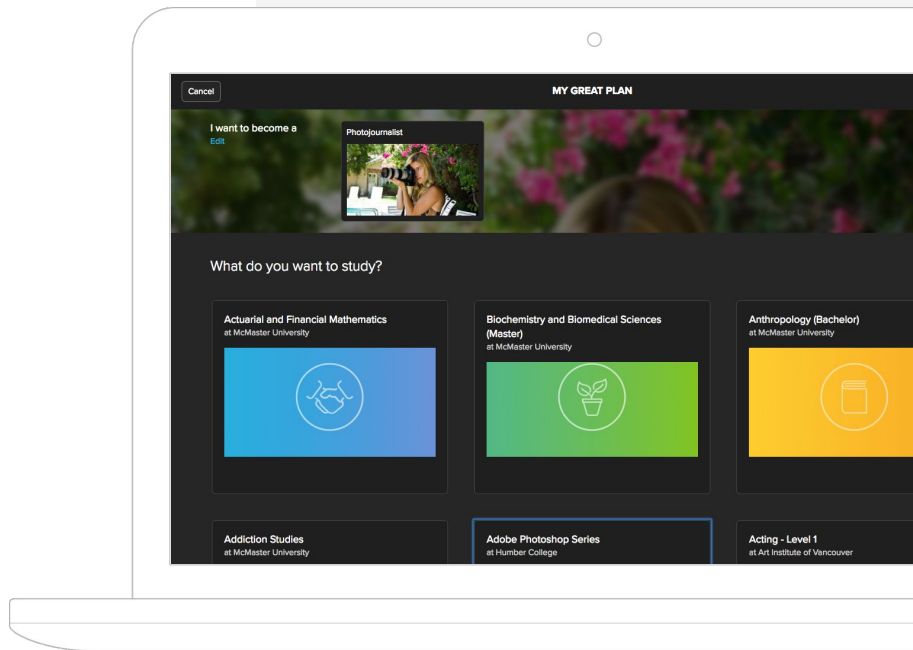 Cancel
MY GREAT PLAN
I want to become a
Edit
Photojournalist
What do you want to study?
Actuarial and Financial Mathematics
at McMaster University
Biochemistry and Biomedical Sciences
(Master)
at McMaster University
Anthropology (Bachelor)
at McMaster University
Addiction Studies
at McMaster University
Adobe Photoshop Series
at Humber College
Acting - Level 1
at Art Institute of Vancouver